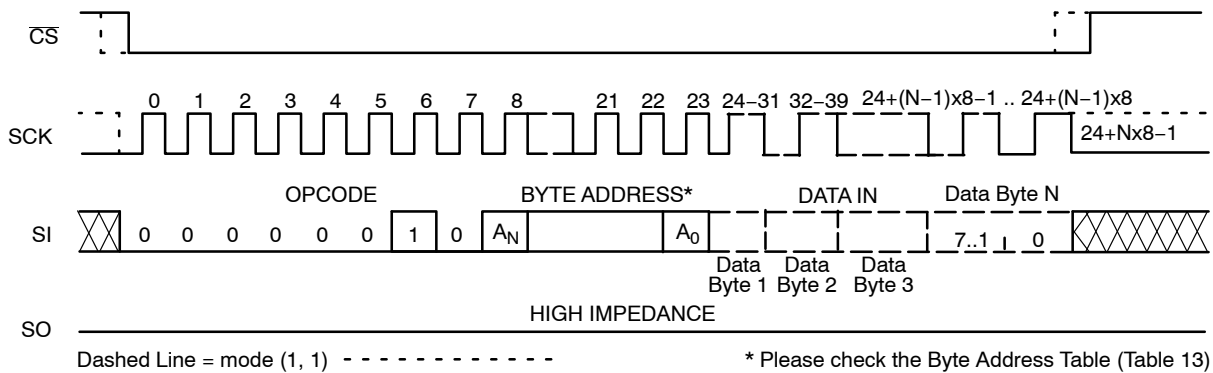 CS
SCK
0 1 2 3 4 5 6 7 8 21 22 23 24−31 32−39 24+(N−1)x8−1 .. 24+(N−1)x8
24+Nx8−1
OPCODE BYTE ADDRESS* DATA IN Data Byte N
SI
0 0 0 0 0 0 1 0 AN A0 7..1 0
Data Byte 1
Data Byte 2
Data Byte 3
HIGH IMPEDANCE
SO
Dashed Line = mode (1, 1)
* Please check the Byte Address Table (Table 13)